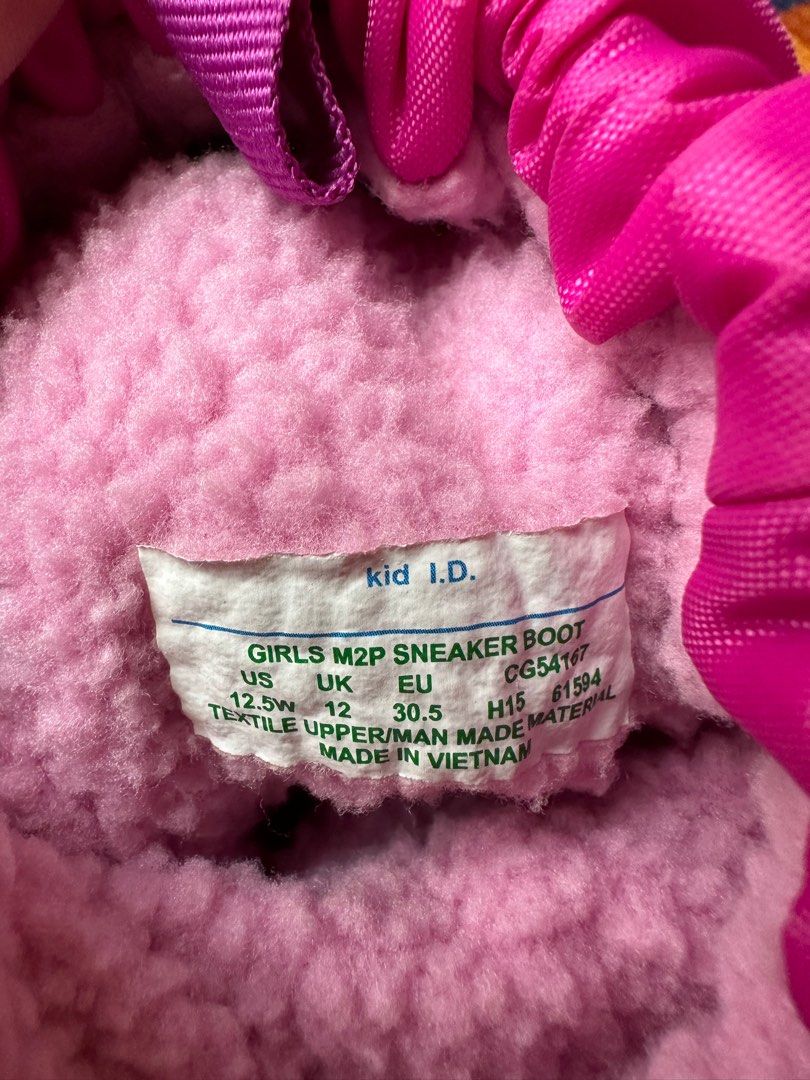 kid I.D.
GIRLS M2P SNEAKER BOOT
US UK EU CG54167
12.5W 12 30.5 H15 61594
TEXTILE UPPER/MAN MADE MATERIAL
MADE IN VIETNAM